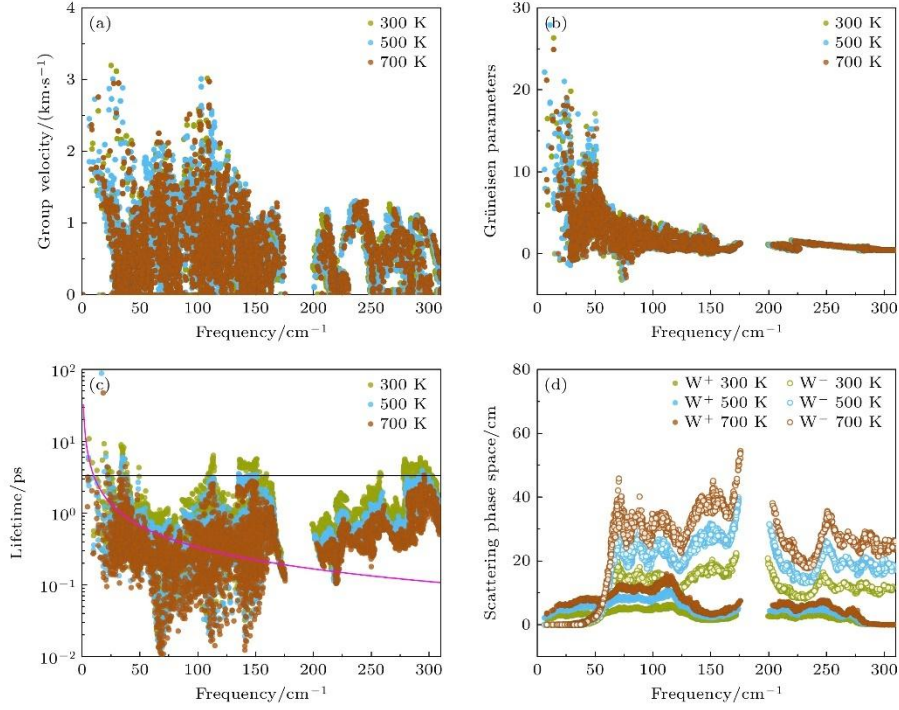 (a)
300 K
500 K
700 K
Group velocity/(km·s⁻¹)
4
3
2
1
0
0 50 100 150 200 250 300
Frequency/cm⁻¹
(b)
300 K
500 K
700 K
Grüneisen parameters
30
20
10
0
0 50 100 150 200 250 300
Frequency/cm⁻¹
(c)
300 K
500 K
700 K
Lifetime/ps
10²
10¹
10⁰
10⁻¹
10⁻²
0 50 100 150 200 250 300
Frequency/cm⁻¹
(d)
W⁺ 300 K W⁻ 300 K
W⁺ 500 K W⁻ 500 K
W⁺ 700 K W⁻ 700 K
Scattering phase space/cm
80
60
40
20
0
0 50 100 150 200 250 300
Frequency/cm⁻¹